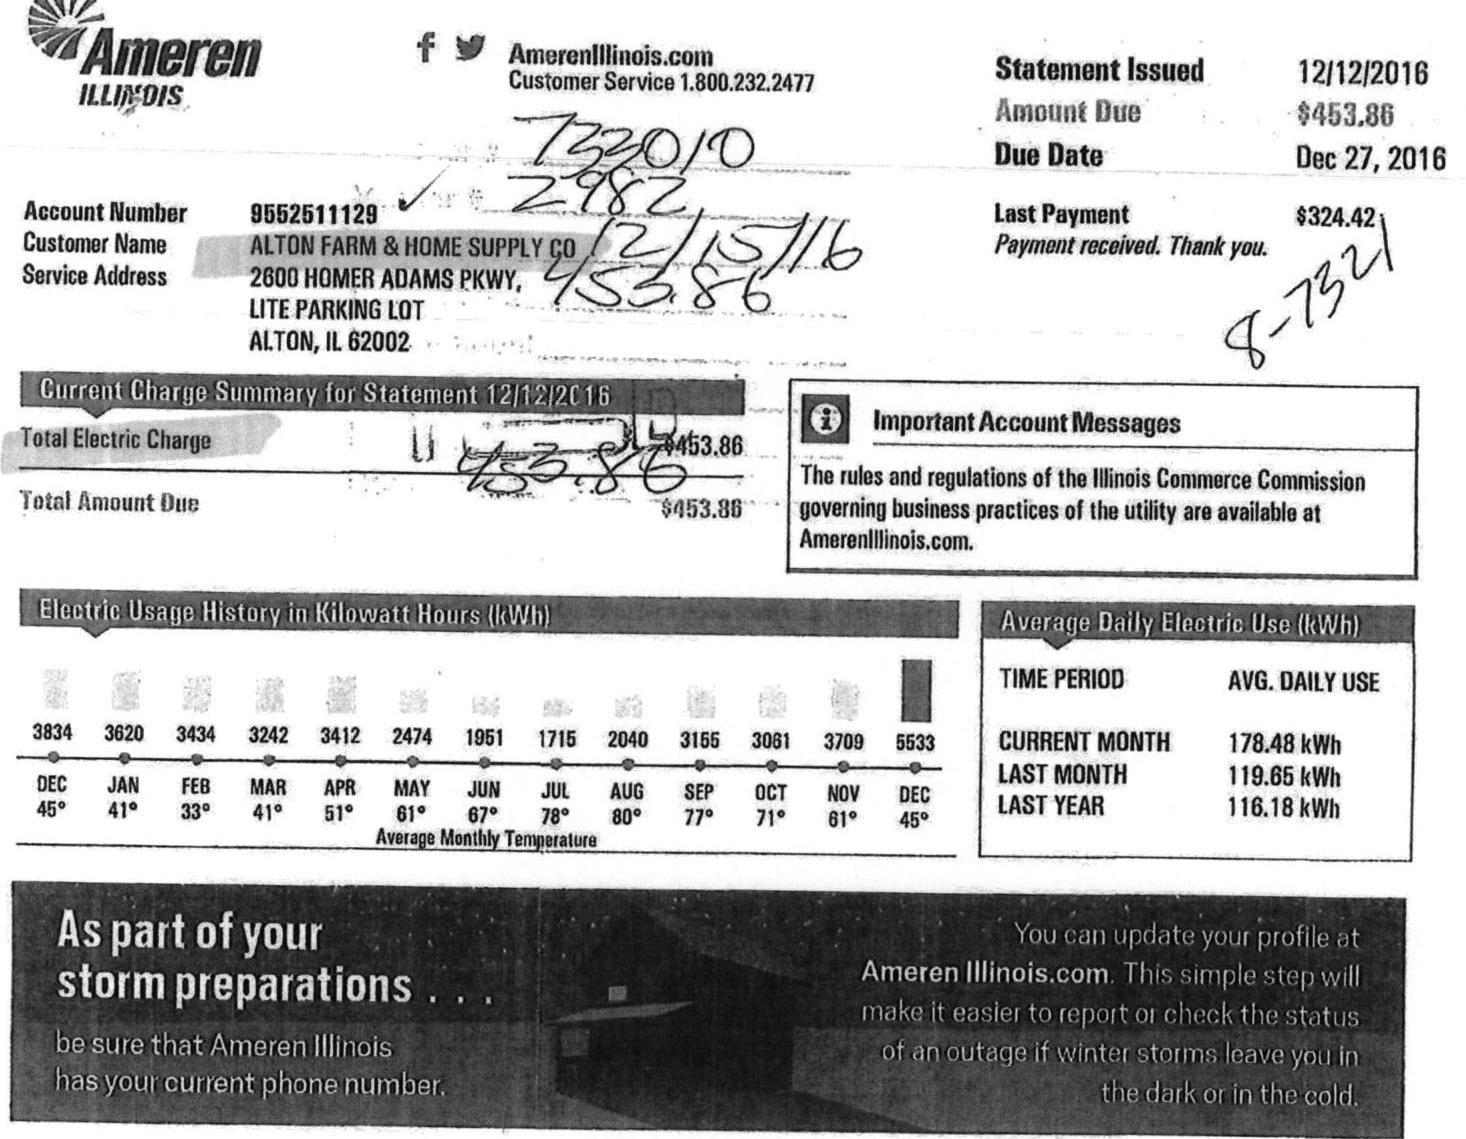 Ameren
ILLINOIS
AmerenIllinois.com
Customer Service 1.800.232.2477
Statement Issued 12/12/2016
Amount Due $453.86
Due Date Dec 27, 2016
733010
2982
Account Number 9552511129
Customer Name ALTON FARM & HOME SUPPLY CO
12/15/16
Service Address 2600 HOMER ADAMS PKWY,
453.86
LITE PARKING LOT
ALTON, IL 62002
Last Payment $324.42
Payment received. Thank you.
8-7321
Current Charge Summary for Statement 12/12/2016
Total Electric Charge $453.86
453.86
Total Amount Due $453.86
Important Account Messages
The rules and regulations of the Illinois Commerce Commission
governing business practices of the utility are available at
AmerenIllinois.com.
Electric Usage History in Kilowatt Hours (kWh)
3834 3620 3434 3242 3412 2474 1951 1715 2040 3155 3061 3709 5533
DEC JAN FEB MAR APR MAY JUN JUL AUG SEP OCT NOV DEC
45° 41° 33° 41° 51° 61° 67° 78° 80° 77° 71° 61° 45°
Average Monthly Temperature
Average Daily Electric Use (kWh)
TIME PERIOD AVG. DAILY USE
CURRENT MONTH 178.48 kWh
LAST MONTH 119.65 kWh
LAST YEAR 116.18 kWh
As part of your
storm preparations . . .
be sure that Ameren Illinois
has your current phone number.
You can update your profile at
Ameren Illinois.com. This simple step will
make it easier to report or check the status
of an outage if winter storms leave you in
the dark or in the cold.